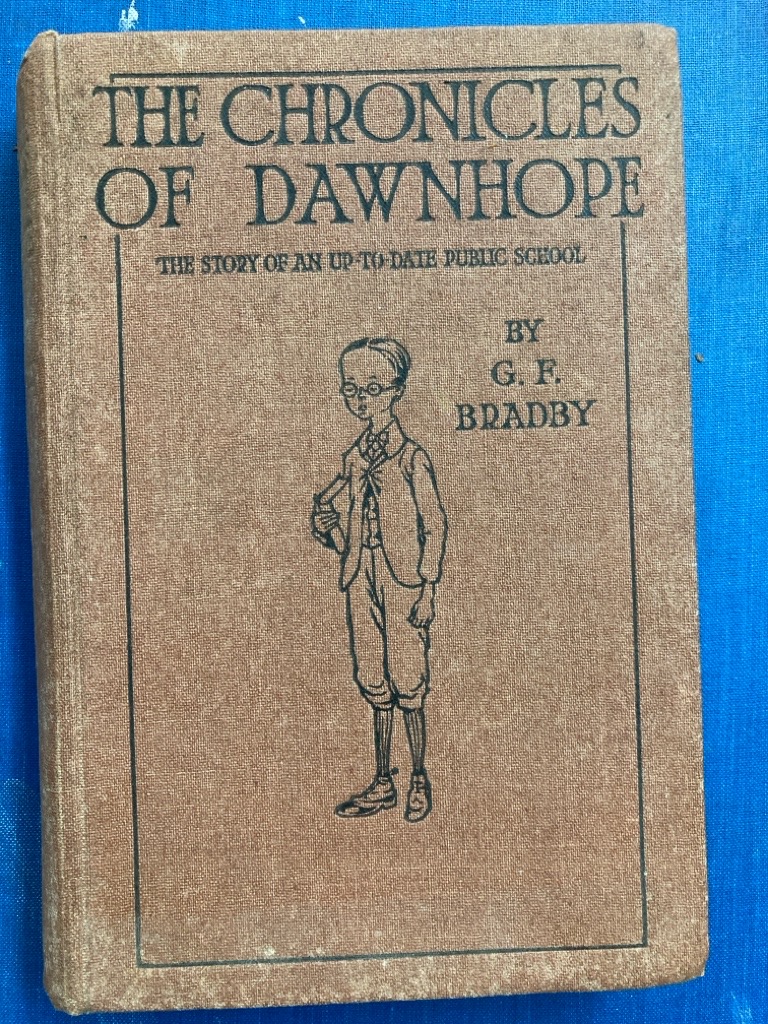 THE CHRONICLES
OF DAWNHOPE
THE STORY OF AN UP-TO-DATE PUBLIC SCHOOL
BY
G. F.
BRADBY